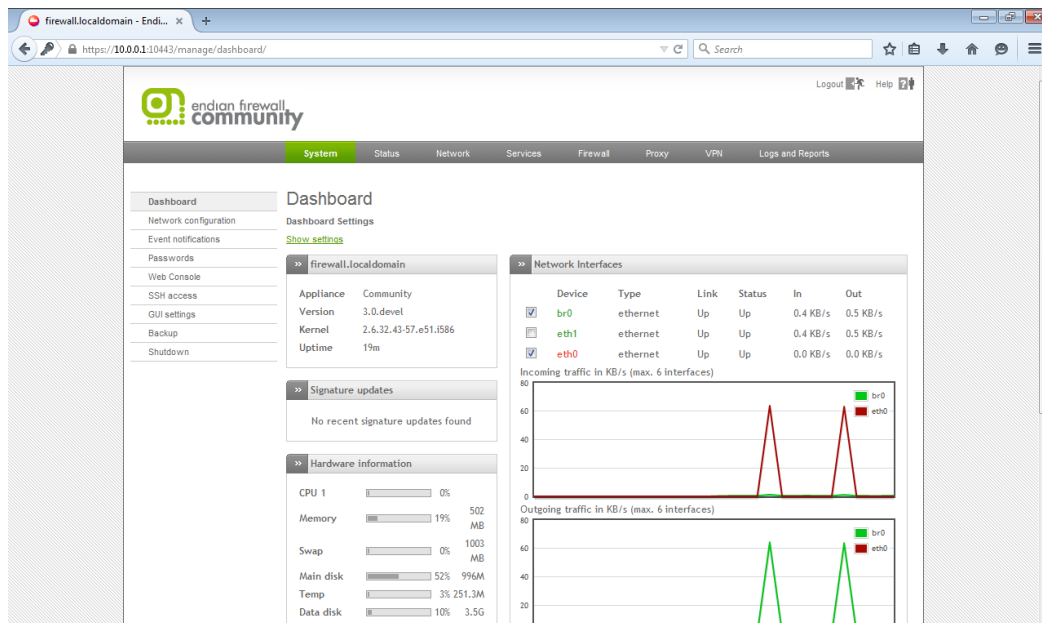 firewall.localdomain - Endi... × +
https://10.0.0.1:10443/manage/dashboard/ Search
Logout Help
endian firewall
community
System Status Network Services Firewall Proxy VPN Logs and Reports
Dashboard
Network configuration
Event notifications
Passwords
Web Console
SSH access
GUI settings
Backup
Shutdown
Dashboard
Dashboard Settings
Show settings
» firewall.localdomain
Appliance Community
Version 3.0.devel
Kernel 2.6.32.43-57.e51.i586
Uptime 19m
» Signature updates
No recent signature updates found
» Hardware information
CPU 1 0%
Memory 19% 502 MB
Swap 0% 1003 MB
Main disk 52% 996M
Temp 3% 251.3M
Data disk 10% 3.5G
» Network Interfaces
Device Type Link Status In Out
br0 ethernet Up Up 0.4 KB/s 0.5 KB/s
eth1 ethernet Up Up 0.4 KB/s 0.5 KB/s
eth0 ethernet Up Up 0.0 KB/s 0.0 KB/s
Incoming traffic in KB/s (max. 6 interfaces)
80
60
40
20
0
br0
eth0
Outgoing traffic in KB/s (max. 6 interfaces)
80
60
40
20
br0
eth0